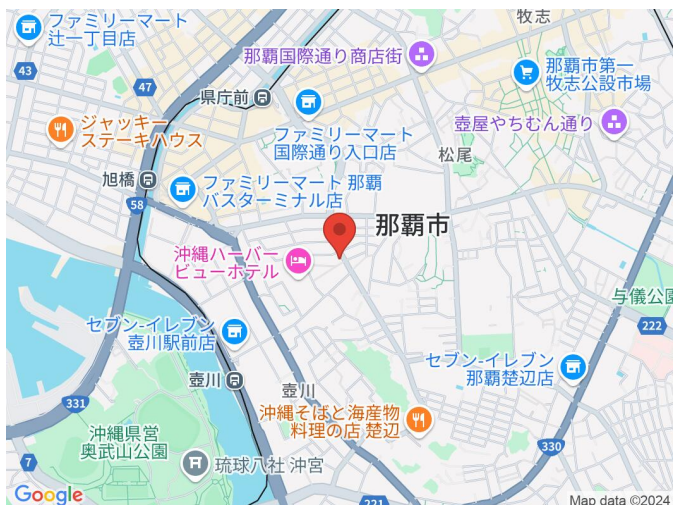 ファミリーマート
辻一丁目店
牧志
那覇国際通り商店街
那覇市第一
牧志公設市場
43
47
県庁前
ジャッキー
ステーキハウス
ファミリーマート
国際通り入口店
壺屋やちむん通り
松尾
旭橋
58
ファミリーマート 那覇
バスターミナル店
那覇市
沖縄ハーバー
ビューホテル
与儀公園
222
セブン-イレブン
壺川駅前店
セブン-イレブン
那覇楚辺店
壺川
壺川
331
沖縄そばと海産物
料理の店 楚辺
沖縄県営
奥武山公園
330
7
琉球八社 沖宮
221
Google
Map data ©2024